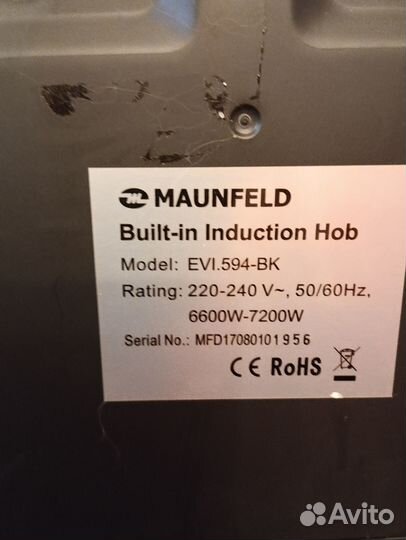 MAUNFELD
Built-in Induction Hob
Model: EVI.594-BK
Rating: 220-240 V~, 50/60Hz,
6600W-7200W
Serial No.: MFD17080101956
CE RoHS
Avito